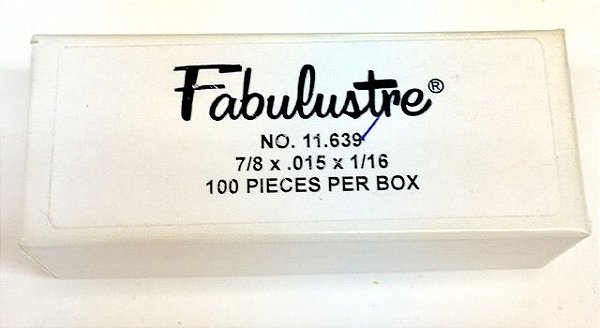 Fabulustre®
NO. 11.639
7/8 x .015 x 1/16
100 PIECES PER BOX